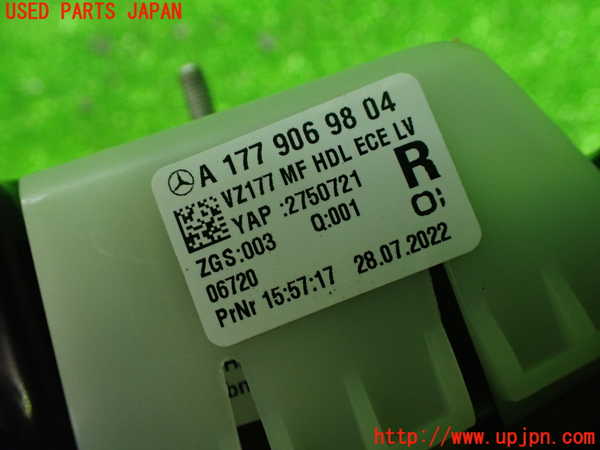 USED PARTS JAPAN
A 177 906 98 04
VZ177 MF HDL ECE LV
YAP :2750721
R
ZGS:003 Q:001
06720
PrNr 15:57:17 28.07.2022
http://www.upjpn.com/